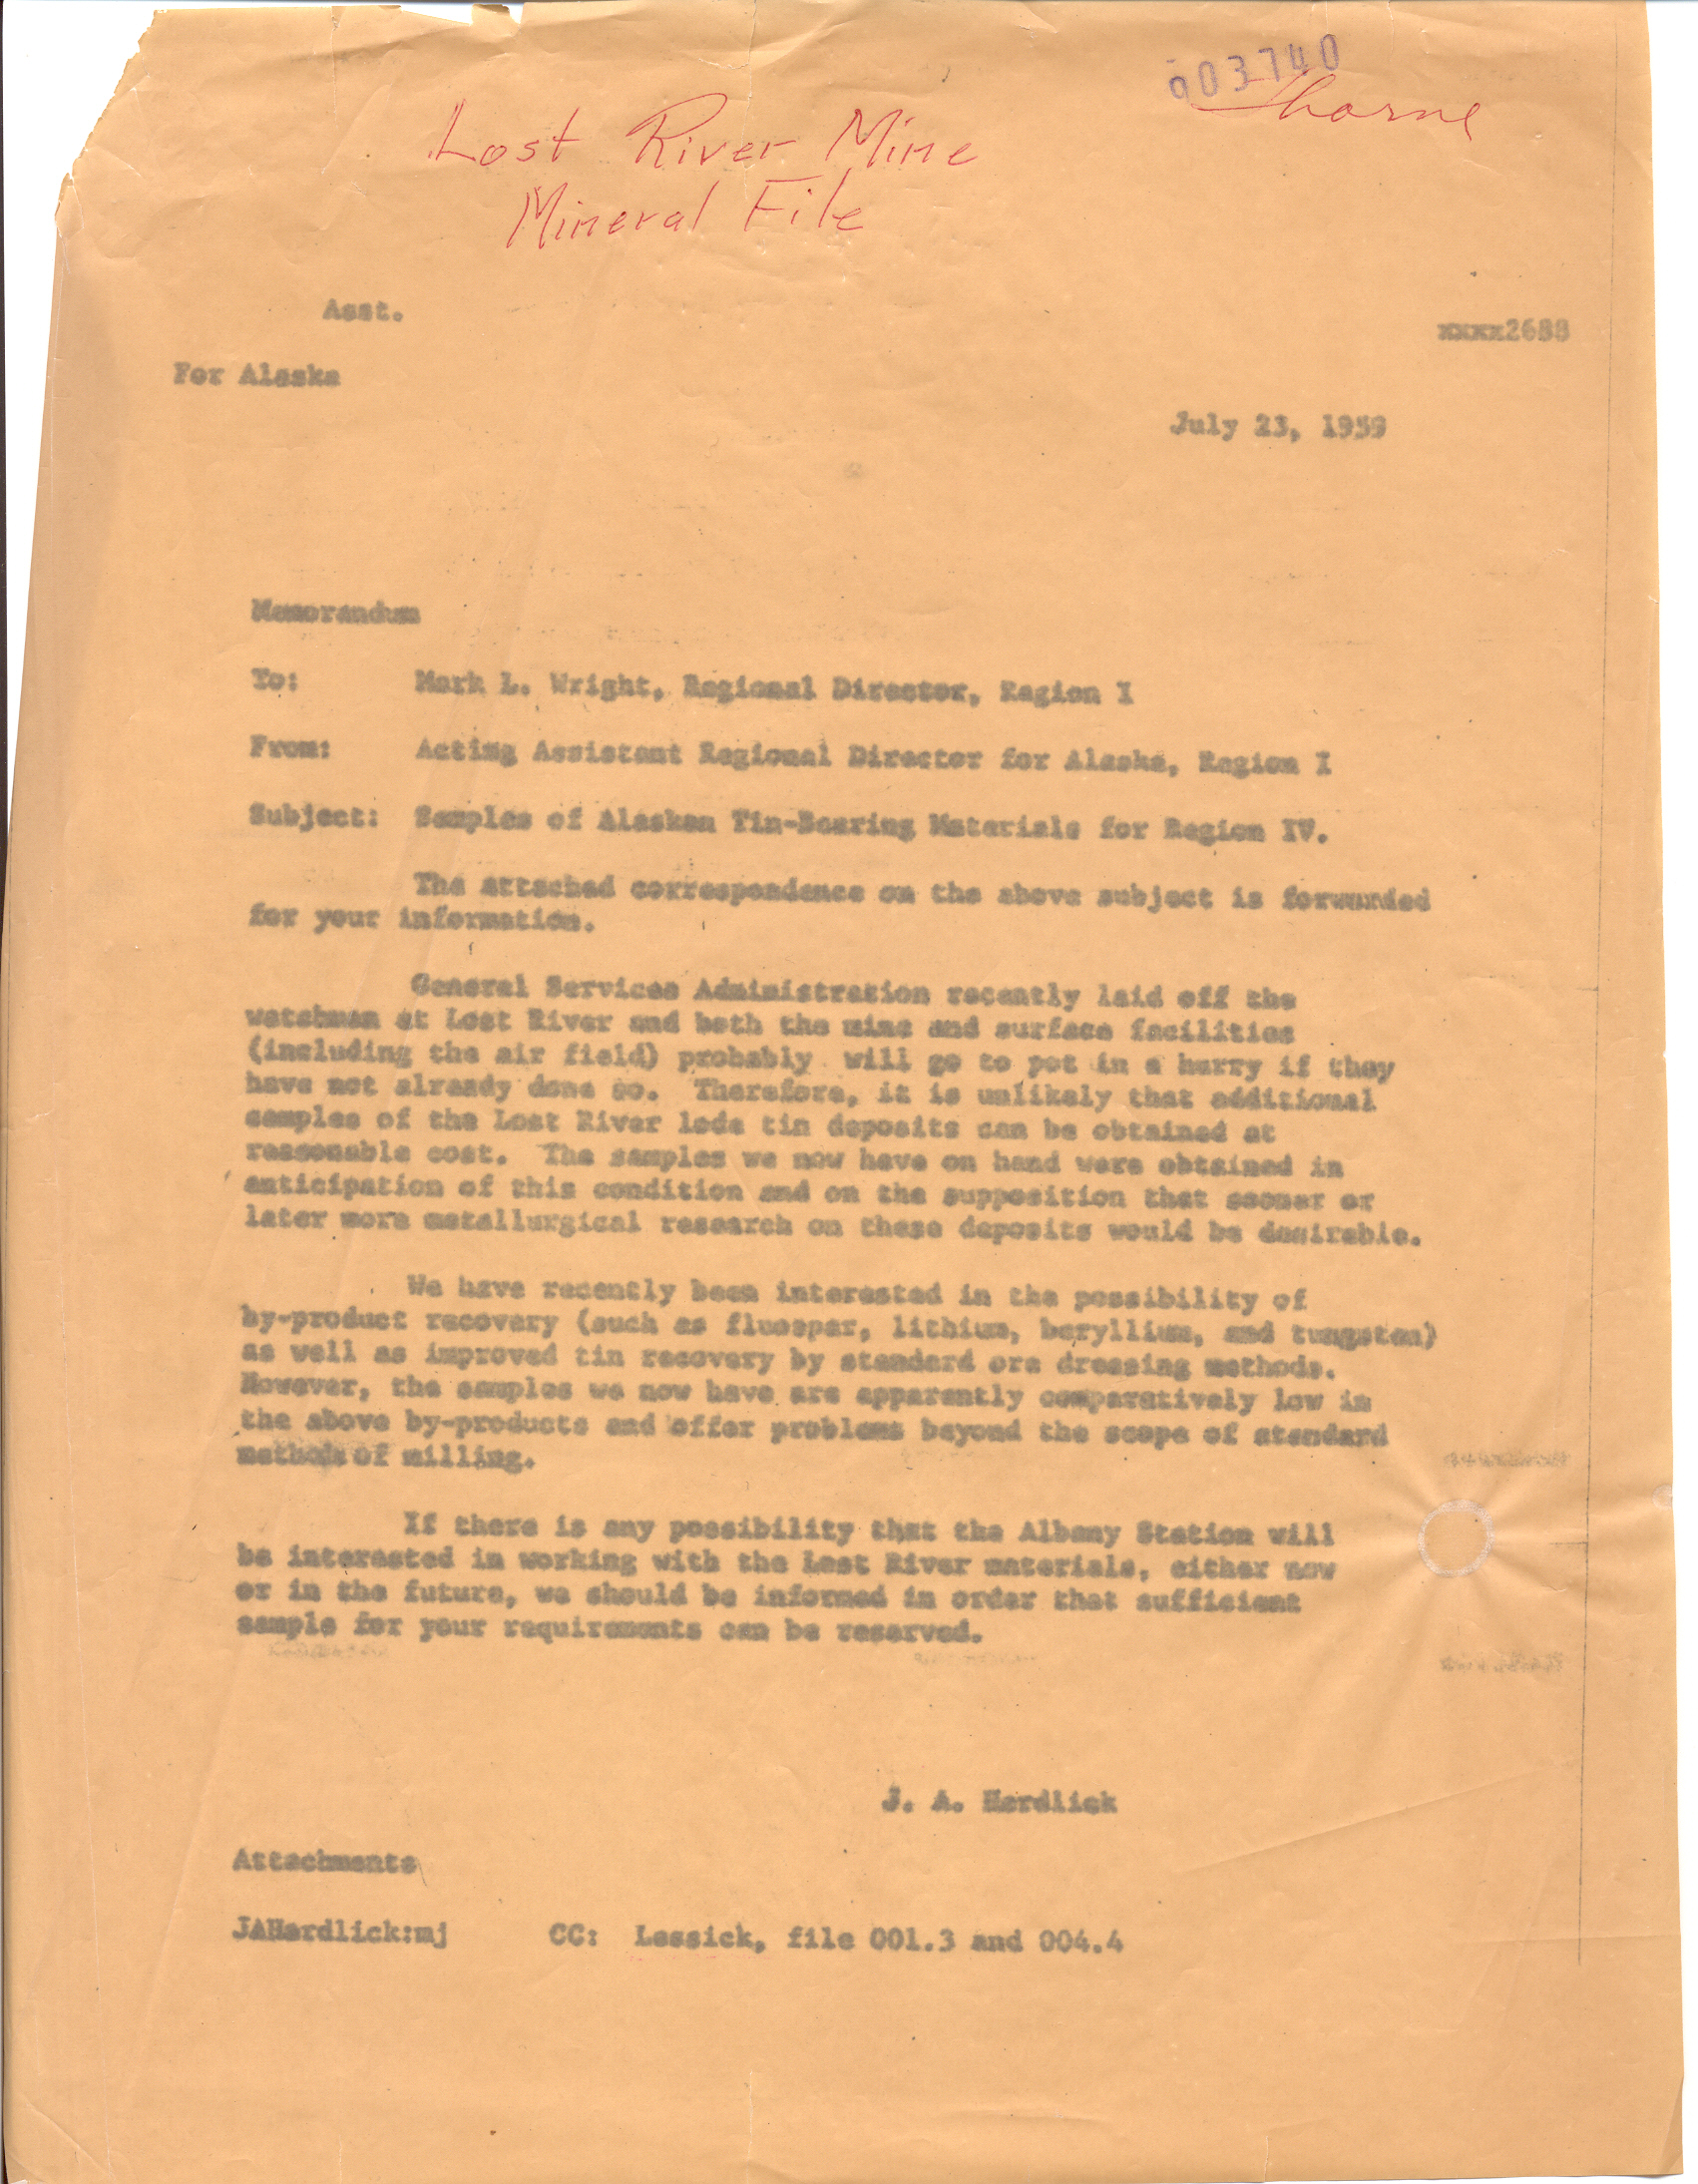 003740
Thorne
Lost River Mine
Mineral File
Asst.
xxxx2688
For Alaska
July 23, 1959
Memorandum
To: Mark L. Wright, Regional Director, Region I
From: Acting Assistant Regional Director for Alaska, Region I
Subject: Samples of Alaskan Tin-Bearing Materials for Region IV.
The attached correspondence on the above subject is forwarded
for your information.
General Services Administration recently laid off the
watchman at Lost River and both the mine and surface facilities
(including the air field) probably will go to pot in a hurry if they
have not already done so. Therefore, it is unlikely that additional
samples of the Lost River lode tin deposits can be obtained at
reasonable cost. The samples we now have on hand were obtained in
anticipation of this condition and on the supposition that sooner or
later more metallurgical research on these deposits would be desirable.
We have recently been interested in the possibility of
by-product recovery (such as fluospar, lithium, beryllium, and tungsten)
as well as improved tin recovery by standard ore dressing methods.
However, the samples we now have are apparently comparatively low in
the above by-products and offer problems beyond the scope of standard
methods of milling.
If there is any possibility that the Albany Station will
be interested in working with the Lost River materials, either now
or in the future, we should be informed in order that sufficient
sample for your requirements can be reserved.
J. A. Herdlick
Attachments
JAHerdlick:mj CC: Lessick, file 001.3 and 004.4